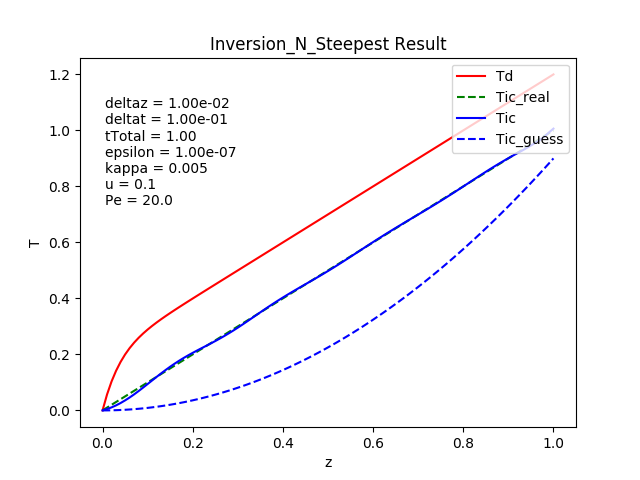 Inversion_N_Steepest Result
Td
Tic_real
Tic
Tic_guess
deltaz = 1.00e-02
deltat = 1.00e-01
tTotal = 1.00
epsilon = 1.00e-07
kappa = 0.005
u = 0.1
Pe = 20.0
T
1.2
1.0
0.8
0.6
0.4
0.2
0.0
0.0 0.2 0.4 0.6 0.8 1.0
z